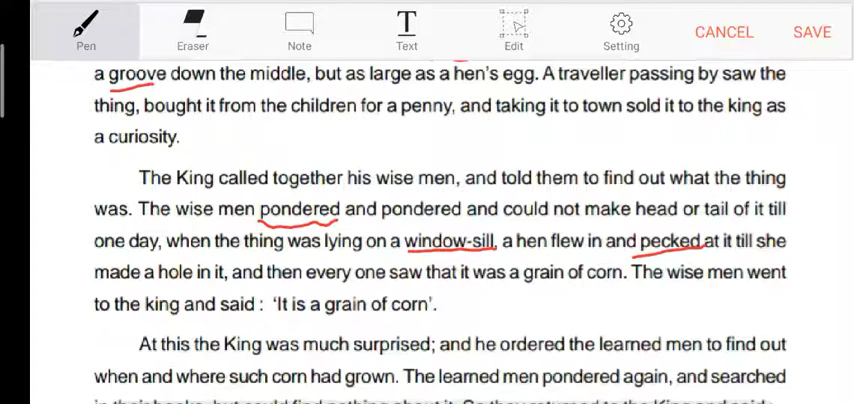 Pen Eraser Note Text Edit Setting CANCEL SAVE
a groove down the middle, but as large as a hen's egg. A traveller passing by saw the
thing, bought it from the children for a penny, and taking it to town sold it to the king as
a curiosity.
The King called together his wise men, and told them to find out what the thing
was. The wise men pondered and pondered and could not make head or tail of it till
one day, when the thing was lying on a window-sill, a hen flew in and pecked at it till she
made a hole in it, and then every one saw that it was a grain of corn. The wise men went
to the king and said : 'It is a grain of corn'.
At this the King was much surprised; and he ordered the learned men to find out
when and where such corn had grown. The learned men pondered again, and searched